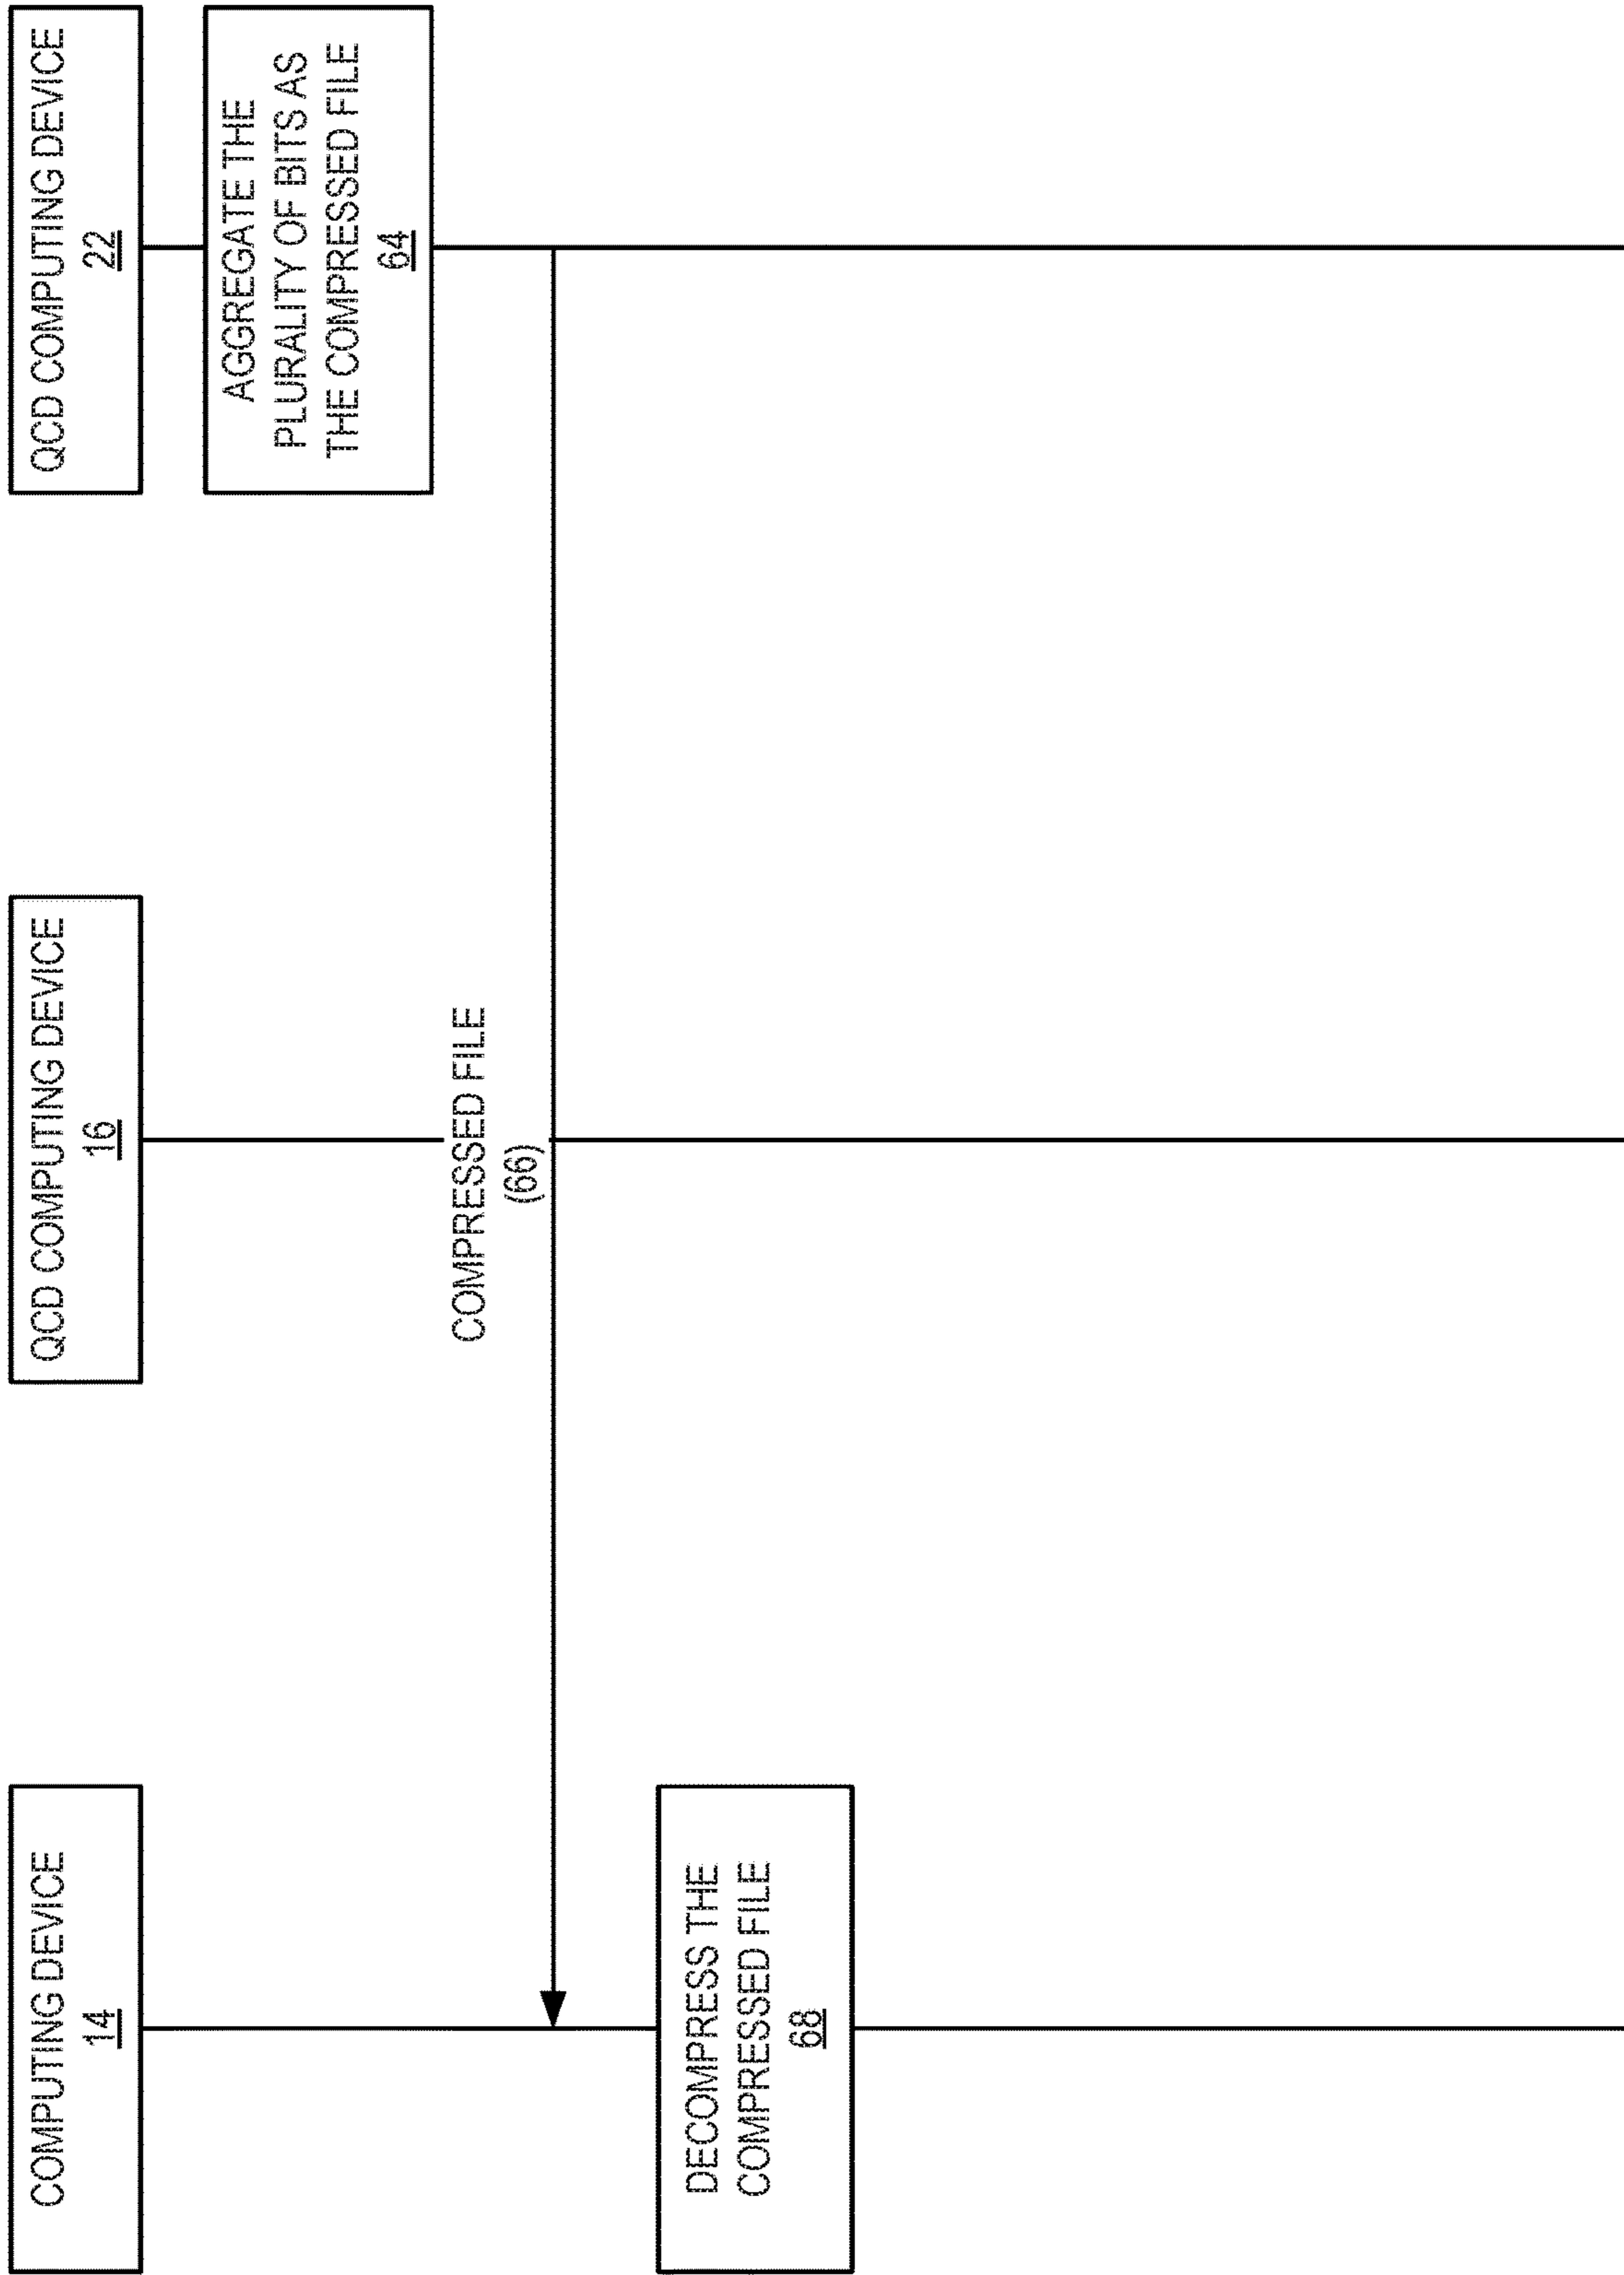 COMPUTING DEVICE
14
QCD COMPUTING DEVICE
16
QCD COMPUTING DEVICE
22
AGGREGATE THE
PLURALITY OF BITS AS
THE COMPRESSED FILE
64
COMPRESSED FILE
(66)
DECOMPRESS THE
COMPRESSED FILE
68